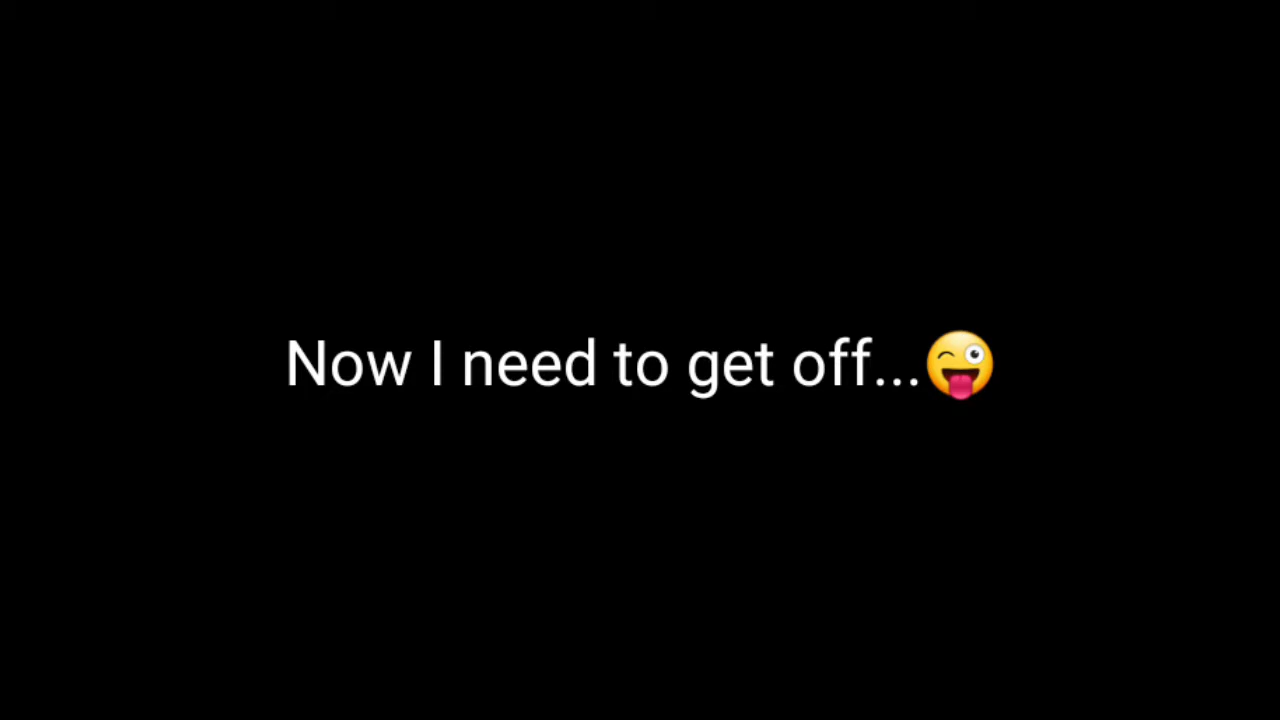 Now I need to get off...😜